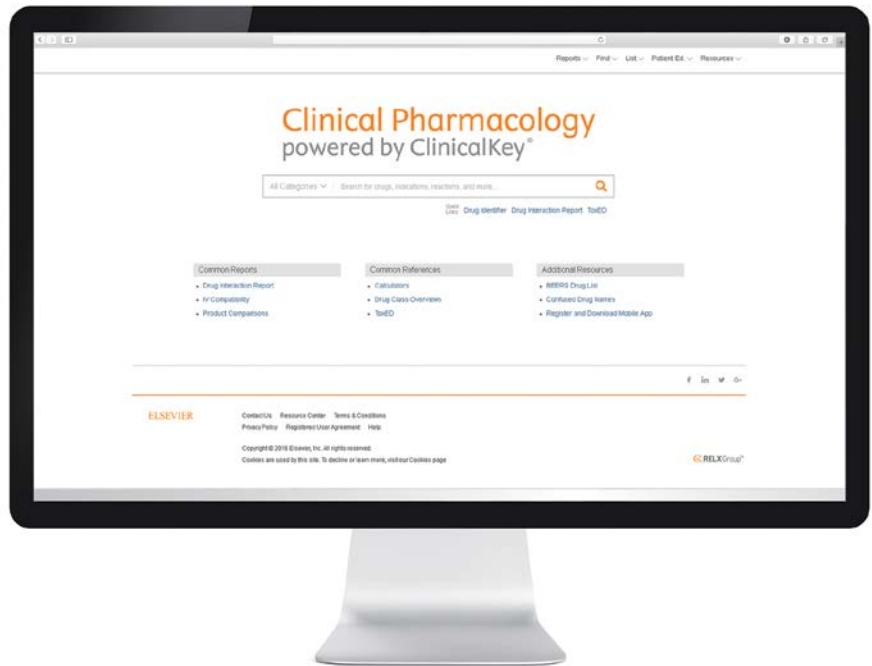 Reports Find List Patient Ed. Resources
Clinical Pharmacology
powered by ClinicalKey®
All Categories Search for drugs, indications, reactions, and more...
Quick Links Drug Identifier Drug Interaction Report ToxED
Common Reports Common References Additional Resources
• Drug Interaction Report • Calculators • BEERS Drug List
• IV Compatibility • Drug Class Overviews • Confused Drug Names
• Product Comparisons • ToxED • Register and Download Mobile App
f in G+
ELSEVIER Contact Us Resource Center Terms & Conditions
Privacy Policy Registered User Agreement Help
Copyright © 2016 Elsevier, Inc. All rights reserved.
Cookies are used by this site. To decline or learn more, visit our Cookies page
RELX Group™